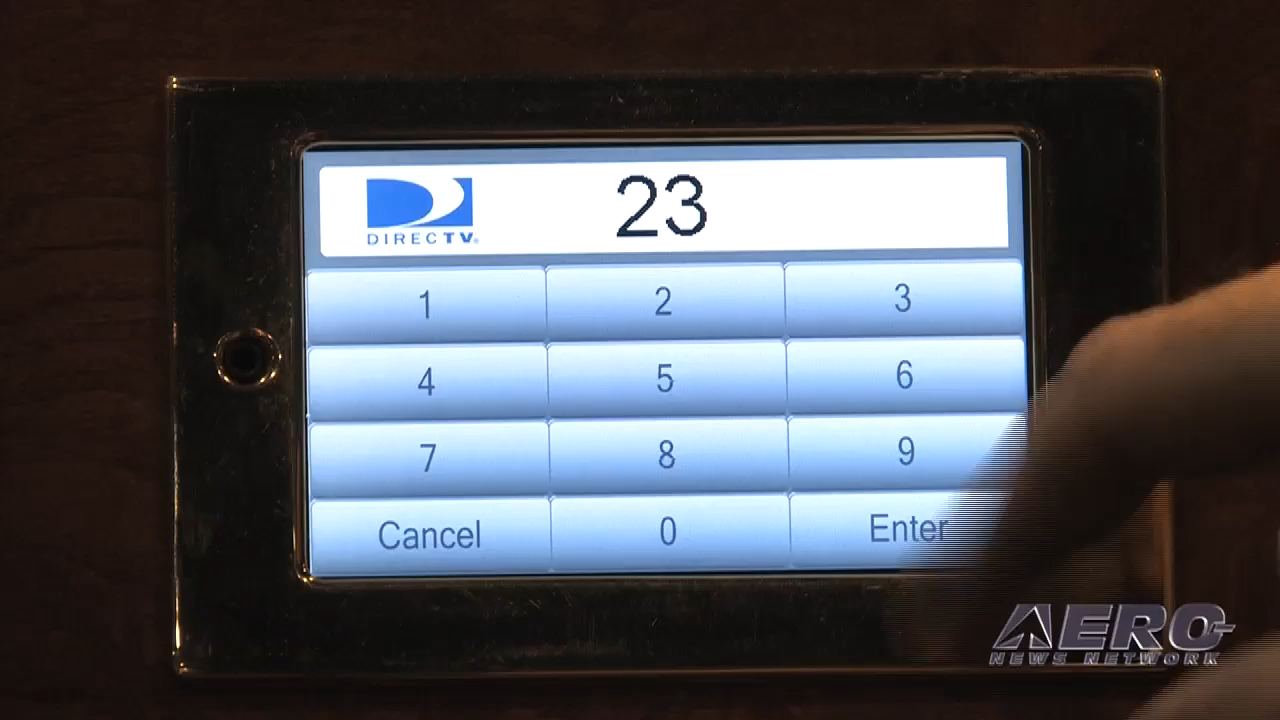 DIRECTV
23
1 2 3
4 5 6
7 8 9
Cancel 0 Enter
AERO
NEWS NETWORK